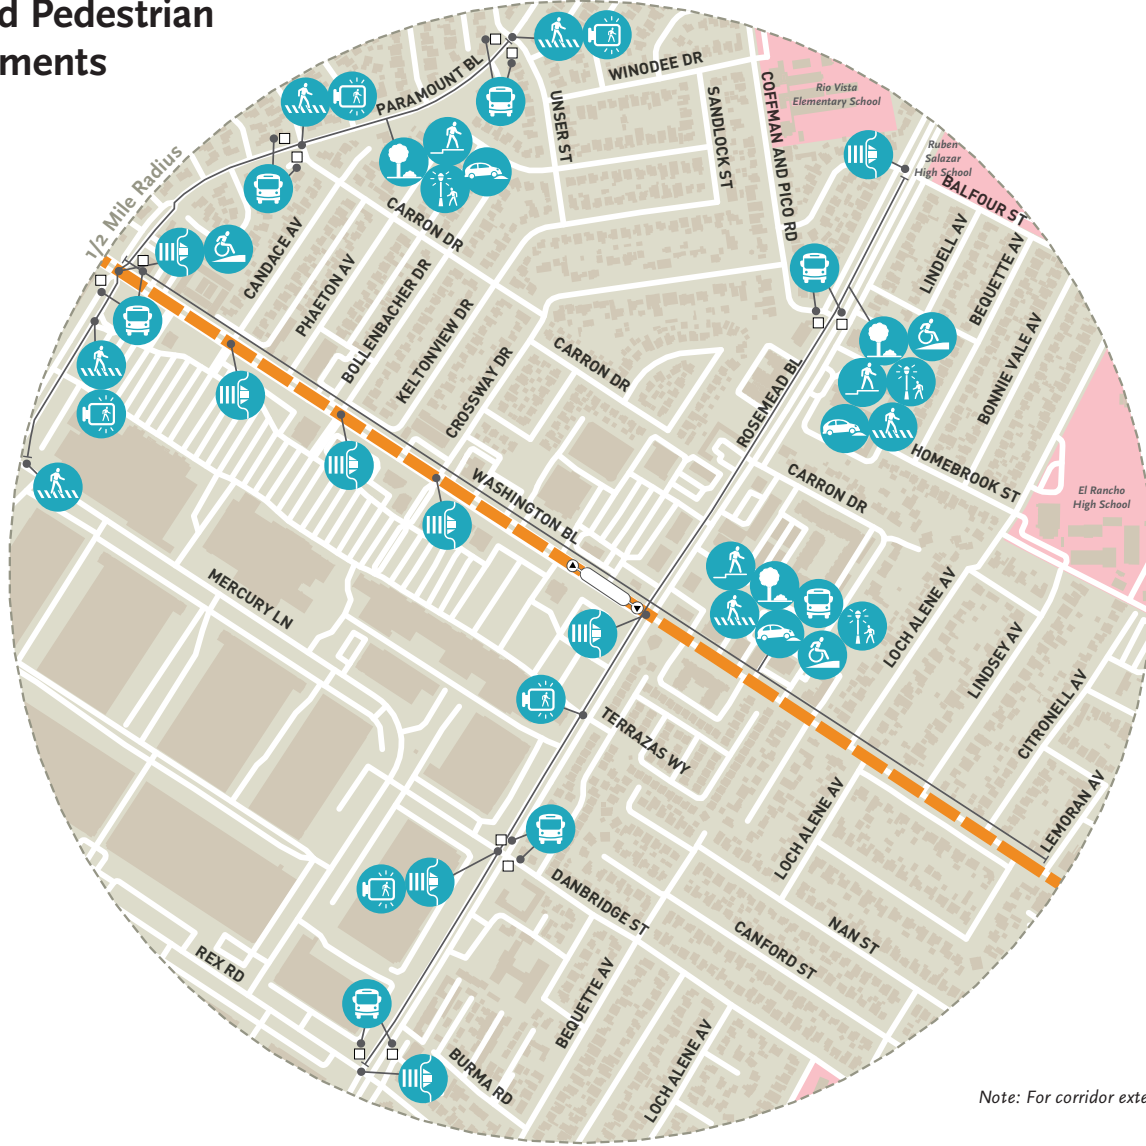 d Pedestrian
ments
1/2 Mile Radius
PARAMOUNT BL
WINODEE DR
UNSER ST
SANDLOCK ST
COFFMAN AND PICO RD
Rio Vista
Elementary School
Ruben
Salazar
High School
BALFOUR ST
CARRON DR
CANDACE AV
PHAETON AV
BOLLENBACHER DR
KELTONVIEW DR
CROSSWAY DR
CARRON DR
LINDELL AV
BEQUETTE AV
BONNIE VALE AV
ROSEMEAD BL
HOMEBROOK ST
CARRON DR
El Rancho
High School
WASHINGTON BL
MERCURY LN
LOCH ALENE AV
LINDSEY AV
CITRONELL AV
TERRAZAS WY
LOCH ALENE AV
LEMORAN AV
DANBRIDGE ST
CANFORD ST
NAN ST
REX RD
BEQUETTE AV
BURMA RD
LOCH ALENE AV
Note: For corridor exte